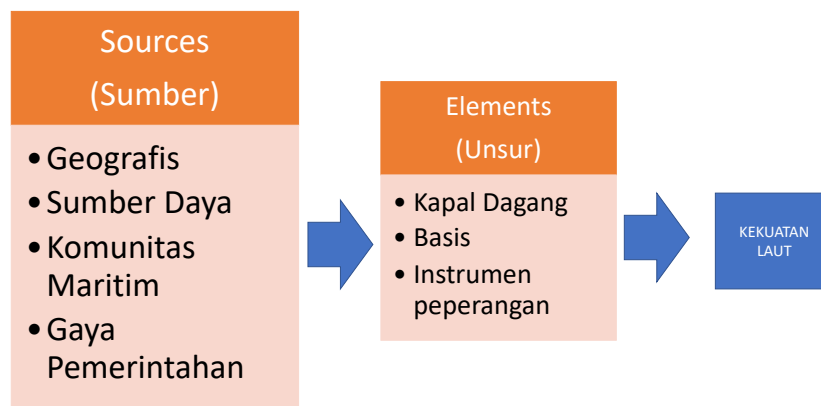 Sources
(Sumber)
•Geografis
•Sumber Daya
•Komunitas
Maritim
•Gaya
Pemerintahan
Elements
(Unsur)
• Kapal Dagang
• Basis
• Instrumen
peperangan
KEKUATAN
LAUT